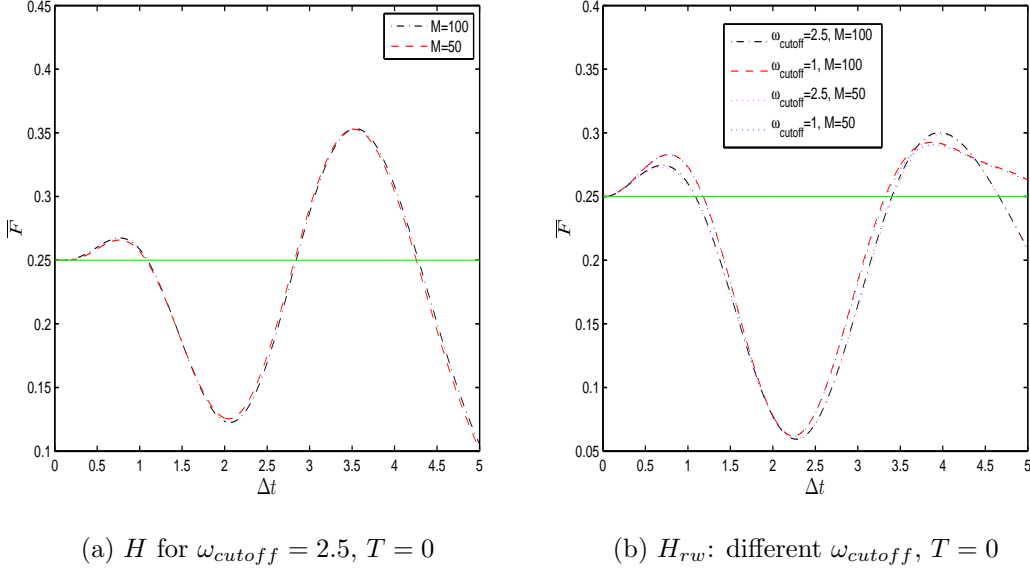 0.45
0.4
0.35
0.3
0.25
0.2
0.15
0.1
0 0.5 1 1.5 2 2.5 3 3.5 4 4.5 5
F̅
Δt
M=100
M=50
(a) H for ω_cutoff = 2.5, T = 0
0.4
0.35
0.3
0.25
0.2
0.15
0.1
0.05
0 0.5 1 1.5 2 2.5 3 3.5 4 4.5 5
F̅
Δt
ω_cutoff=2.5, M=100
ω_cutoff=1, M=100
ω_cutoff=2.5, M=50
ω_cutoff=1, M=50
(b) H_rw: different ω_cutoff, T = 0